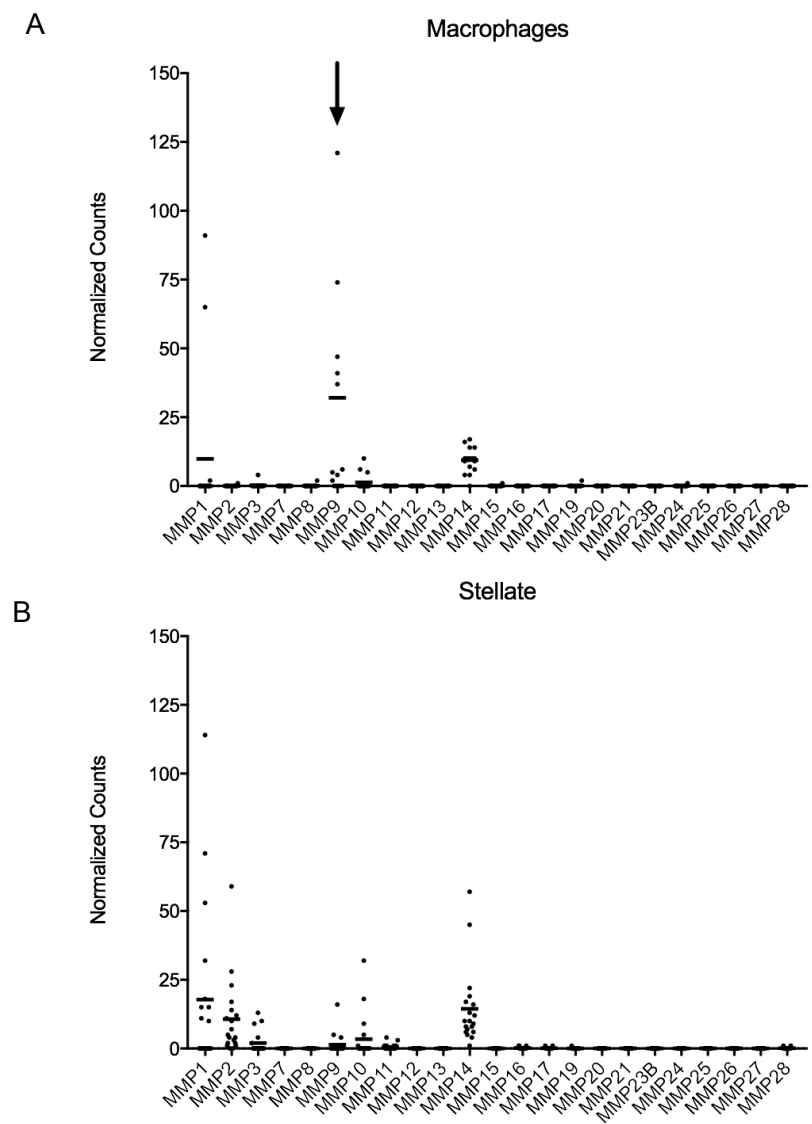 A
Macrophages
Normalized Counts
150
125
100
75
50
25
0
MMP1 MMP2 MMP3 MMP7 MMP8 MMP9 MMP10 MMP11 MMP12 MMP13 MMP14 MMP15 MMP16 MMP17 MMP19 MMP20 MMP21 MMP23B MMP24 MMP25 MMP26 MMP27 MMP28
B
Stellate
Normalized Counts
150
125
100
75
50
25
0
MMP1 MMP2 MMP3 MMP7 MMP8 MMP9 MMP10 MMP11 MMP12 MMP13 MMP14 MMP15 MMP16 MMP17 MMP19 MMP20 MMP21 MMP23B MMP24 MMP25 MMP26 MMP27 MMP28